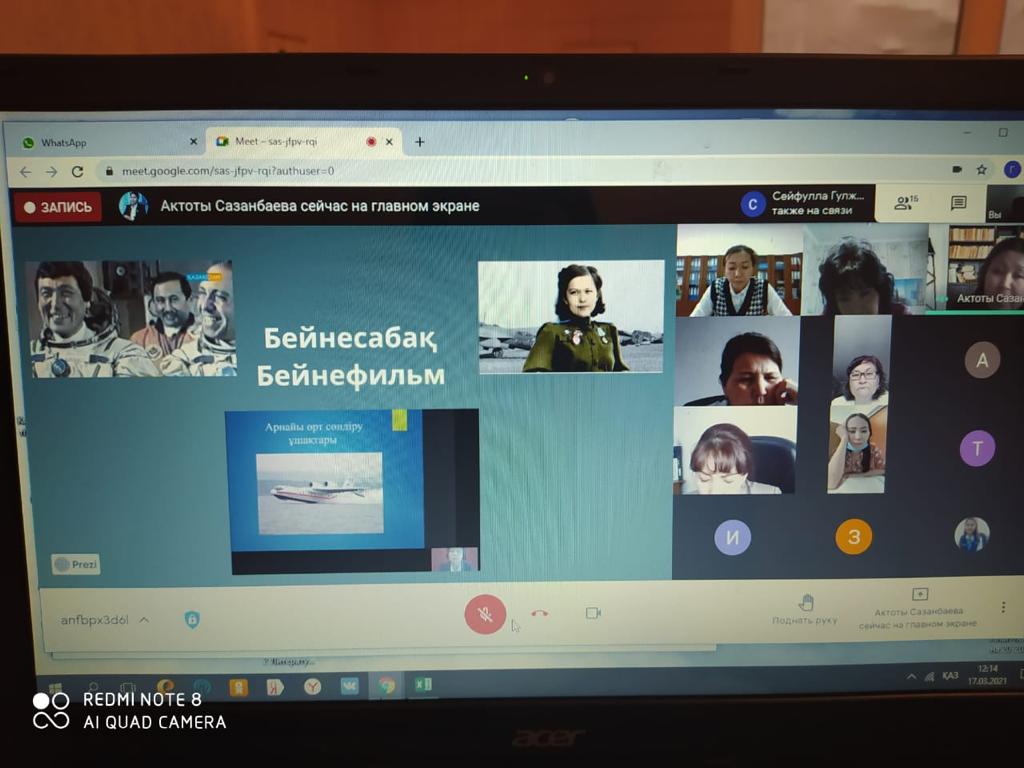 WhatsApp
Meet – sas-jfpv-rqi
meet.google.com/sas-jfpv-rqi?authuser=0
Г
ЗАПИСЬ
Актоты Сазанбаева сейчас на главном экране
С
Сейфулла Гулж...
также на связи
15
Вы
ҚАЗАҚСТАН
Бейнесабақ
Бейнефильм
Арнайы өрт сөндіру
ұшақтары
Актоты Сазан
А
Т
И
З
Prezi
anfbpx3d6l
Поднять руку
Актоты Сазанбаева
сейчас на главном экране
ҚАЗ
12:14
17.03.2021
REDMI NOTE 8
AI QUAD CAMERA
acer